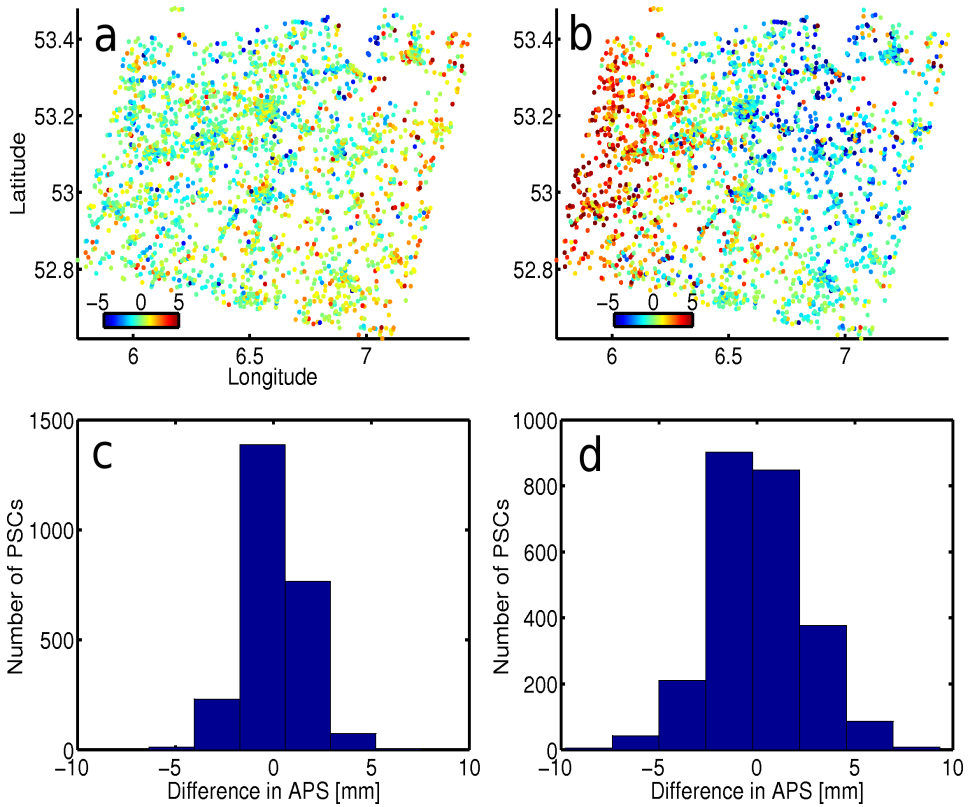 a b
53.4 53.4
53.2 53.2
53 53
52.8 52.8
Latitude
−5 0 5 −5 0 5
6 6.5 7 6 6.5 7
Longitude
c d
1500 1000
1000 800
500 600
0 400
200
0
Number of PSCs Number of PSCs
−10 −5 0 5 10 −10 −5 0 5 10
Difference in APS [mm] Difference in APS [mm]